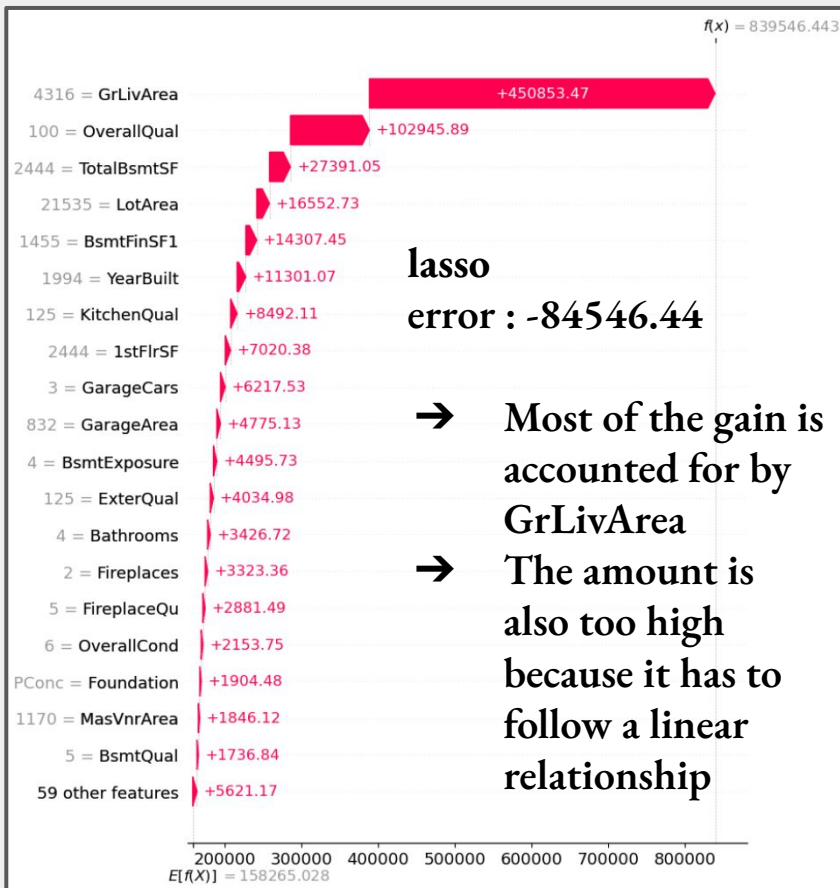 f(x) = 839546.443
4316 = GrLivArea +450853.47
100 = OverallQual +102945.89
2444 = TotalBsmtSF +27391.05
21535 = LotArea +16552.73
1455 = BsmtFinSF1 +14307.45
1994 = YearBuilt +11301.07
125 = KitchenQual +8492.11
2444 = 1stFlrSF +7020.38
3 = GarageCars +6217.53
832 = GarageArea +4775.13
4 = BsmtExposure +4495.73
125 = ExterQual +4034.98
4 = Bathrooms +3426.72
2 = Fireplaces +3323.36
5 = FireplaceQu +2881.49
6 = OverallCond +2153.75
PConc = Foundation +1904.48
1170 = MasVnrArea +1846.12
5 = BsmtQual +1736.84
59 other features +5621.17
200000 300000 400000 500000 600000 700000 800000
E[f(X)] = 158265.028
lasso
error : -84546.44
➔ Most of the gain is
accounted for by
GrLivArea
➔ The amount is
also too high
because it has to
follow a linear
relationship